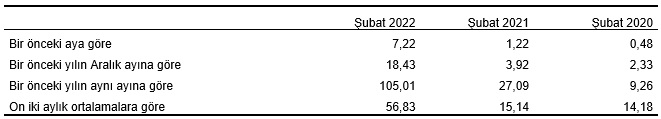 Şubat 2022 Şubat 2021 Şubat 2020
Bir önceki aya göre 7,22 1,22 0,48
Bir önceki yılın Aralık ayına göre 18,43 3,92 2,33
Bir önceki yılın aynı ayına göre 105,01 27,09 9,26
On iki aylık ortalamalara göre 56,83 15,14 14,18